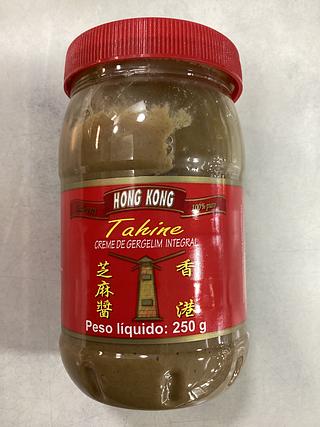 HONG KONG
100% puro
Tahine
CREME DE GERGELIM INTEGRAL
芝麻醬
香港
Peso líquido: 250 g